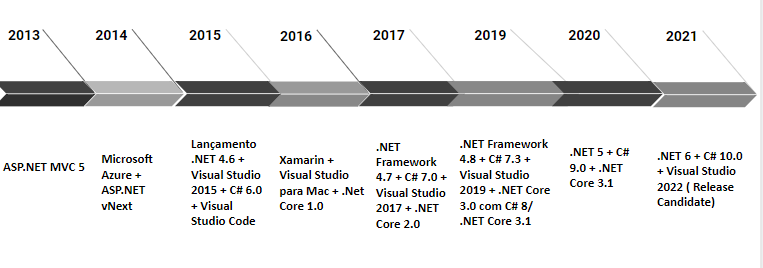 2013
2014
2015
2016
2017
2019
2020
2021
ASP.NET MVC 5
Microsoft
Azure +
ASP.NET
vNext
Lançamento
.NET 4.6 +
Visual Studio
2015 + C# 6.0
+ Visual
Studio Code
Xamarin +
Visual Studio
para Mac + .Net
Core 1.0
.NET
Framework
4.7 + C# 7.0 +
Visual Studio
2017 + .NET
Core 2.0
.NET Framework
4.8 + C# 7.3 +
Visual Studio
2019 + .NET Core
3.0 com C# 8/
.NET Core 3.1
.NET 5 + C#
9.0 + .NET
Core 3.1
.NET 6 + C# 10.0
+ Visual Studio
2022 ( Release
Candidate)